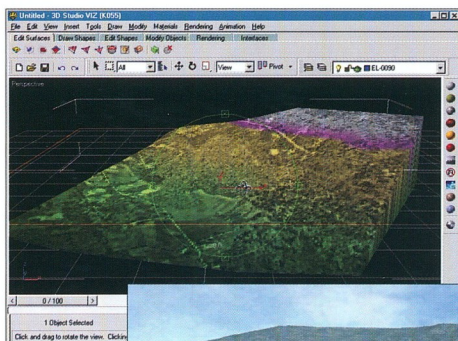 Untitled - 3D Studio VIZ [K055]
File Edit View Insert Tools Draw Modify Materials Rendering Animation Help
Edit Surfaces Draw Shapes Edit Shapes Modify Objects Rendering Interfaces
All View Pivot EL-0090
Perspective
< 0 / 100 >
1 Object Selected
Click and drag to rotate the view. Clicking